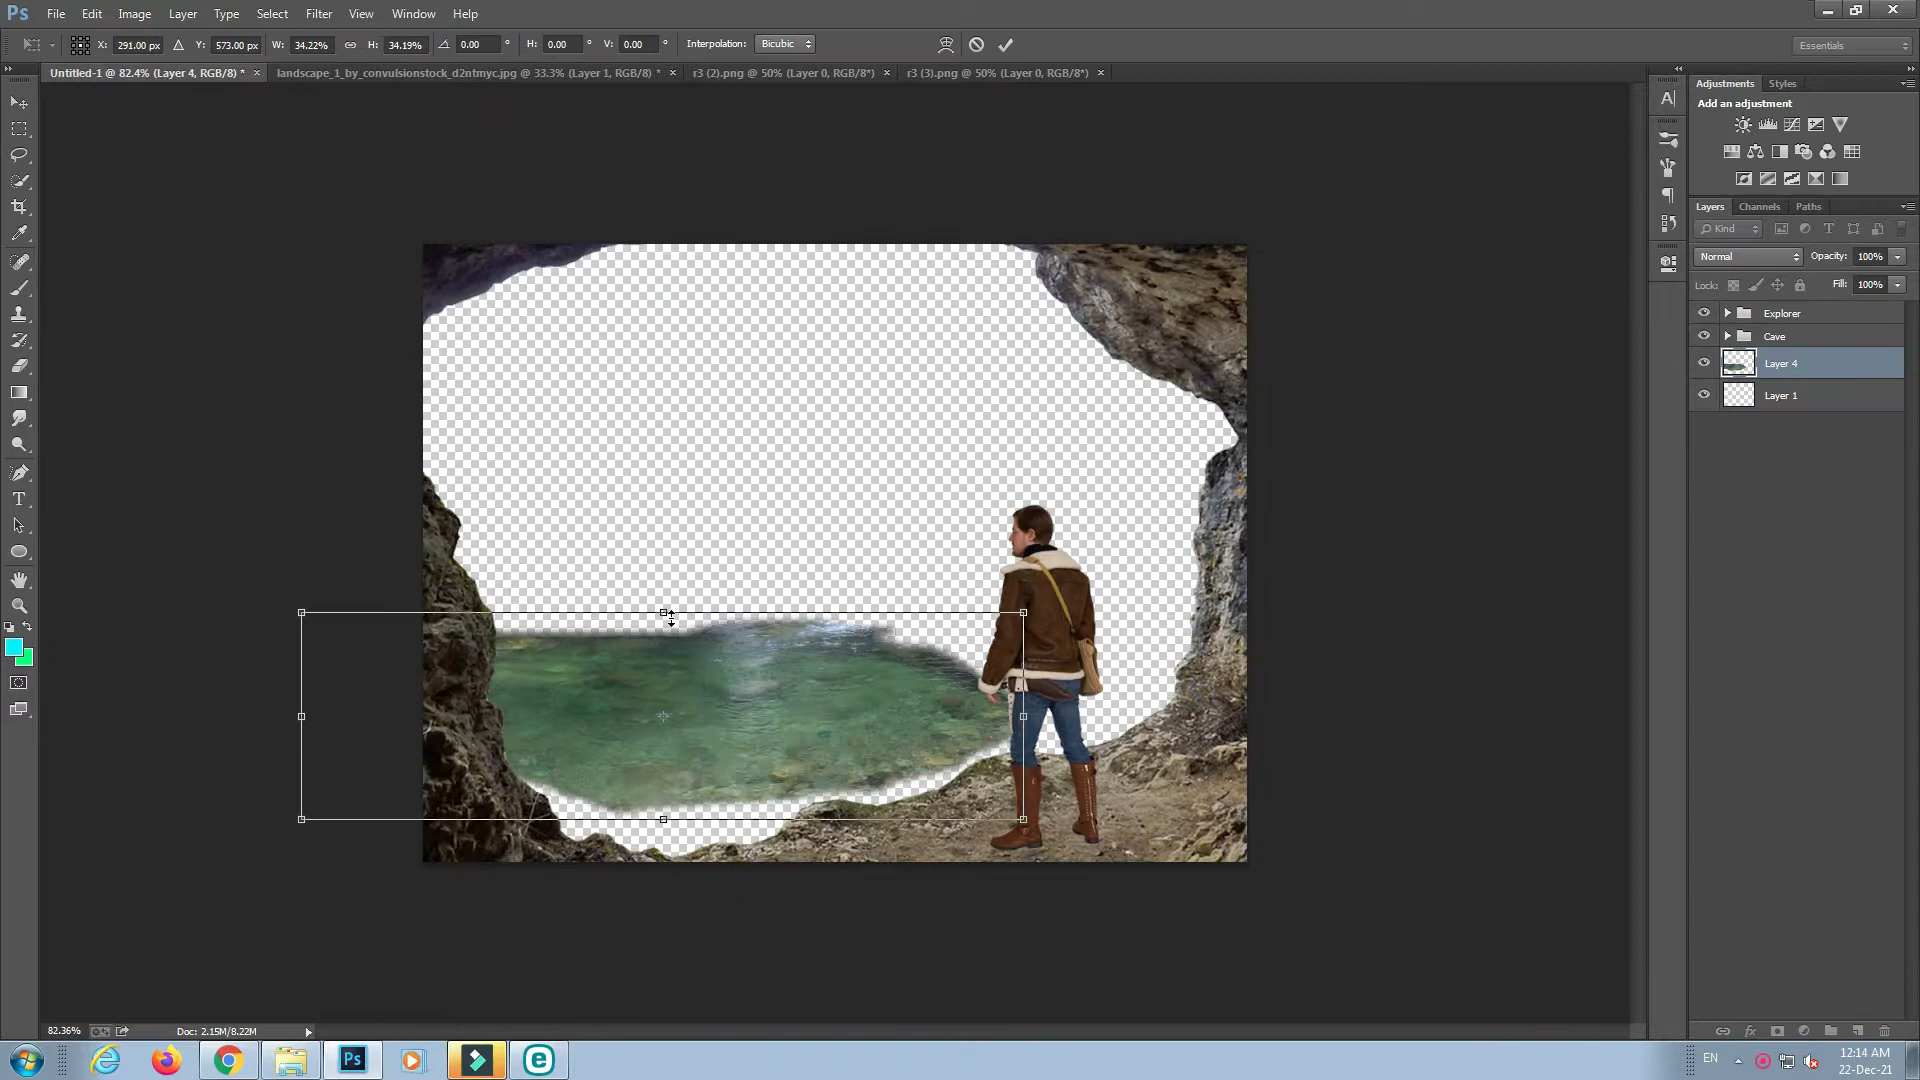 Ps File Edit Image Layer Type Select Filter View Window Help
X: 291.00 px Y: 573.00 px W: 34.22% H: 34.19% 0.00 ° H: 0.00 ° V: 0.00 ° Interpolation: Bicubic Essentials
Untitled-1 @ 82.4% (Layer 4, RGB/8) * × landscape_1_by_convulsionstock_d2ntmyc.jpg @ 33.3% (Layer 1, RGB/8) * × r3 (2).png @ 50% (Layer 0, RGB/8*) × r3 (3).png @ 50% (Layer 0, RGB/8*) ×
Adjustments Styles
Add an adjustment
Layers Channels Paths
Kind
Normal Opacity: 100%
Lock: Fill: 100%
Explorer
Cave
Layer 4
Layer 1
82.36% Doc: 2.15M/8.22M
Ps
EN
12:14 AM
22-Dec-21